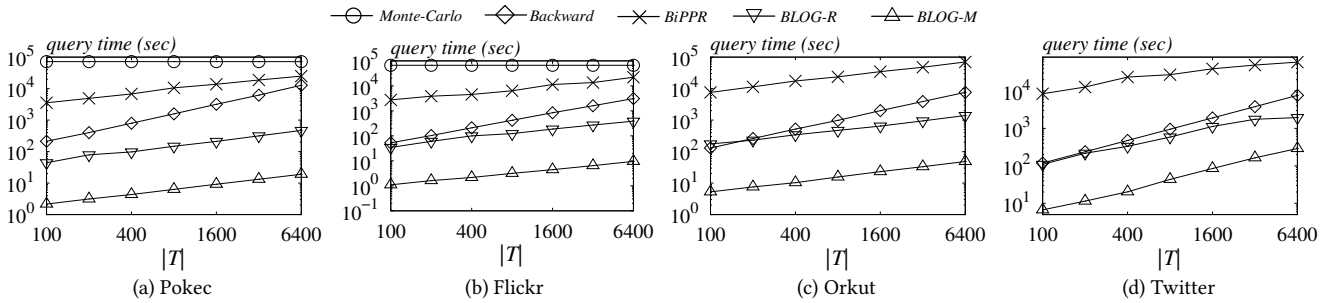 Monte-Carlo Backward BiPPR BLOG-R BLOG-M
query time (sec) query time (sec) query time (sec) query time (sec)
10^5 10^5 10^5
10^4 10^4 10^4 10^4
10^3 10^3 10^3 10^3
10^2 10^2 10^2 10^2
10^1 10^1 10^1 10^1
10^0 10^0 10^0
10^-1
100 400 1600 6400 100 400 1600 6400 100 400 1600 6400 100 400 1600 6400
|T| |T| |T| |T|
(a) Pokec (b) Flickr (c) Orkut (d) Twitter